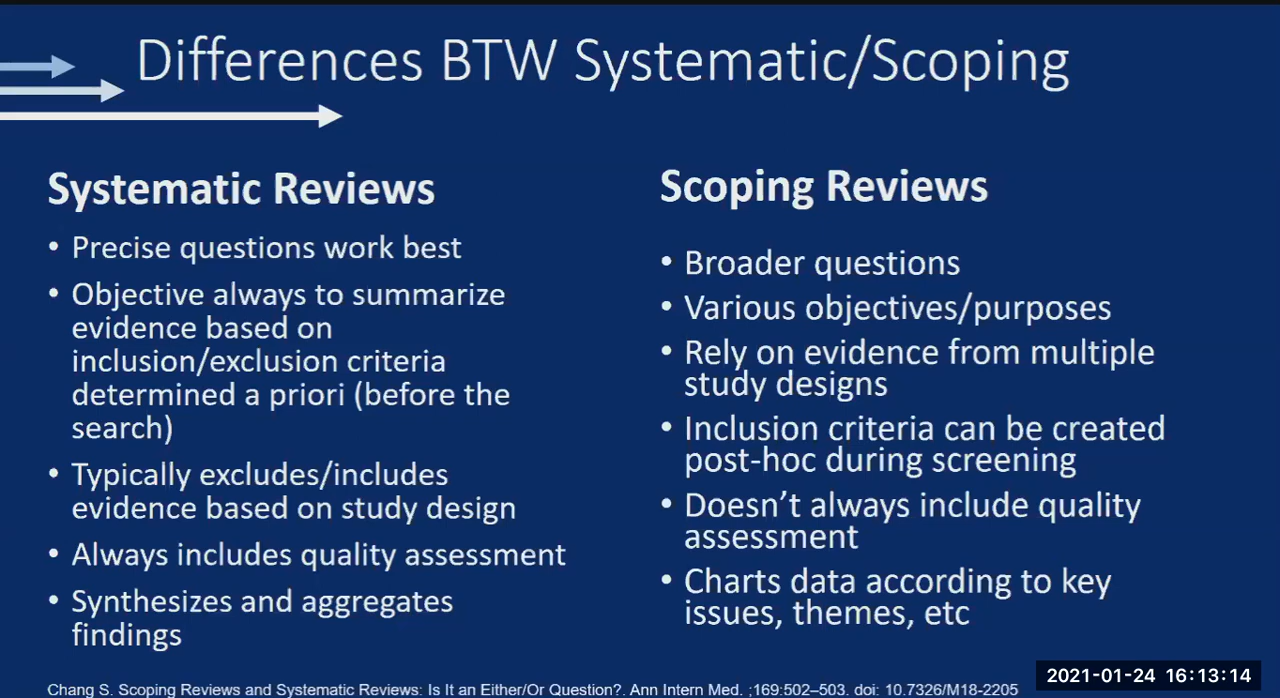 Differences BTW Systematic/Scoping
Systematic Reviews
• Precise questions work best
• Objective always to summarize
evidence based on
inclusion/exclusion criteria
determined a priori (before the
search)
• Typically excludes/includes
evidence based on study design
• Always includes quality assessment
• Synthesizes and aggregates
findings
Scoping Reviews
• Broader questions
• Various objectives/purposes
• Rely on evidence from multiple
study designs
• Inclusion criteria can be created
post-hoc during screening
• Doesn’t always include quality
assessment
• Charts data according to key
issues, themes, etc
Chang S. Scoping Reviews and Systematic Reviews: Is It an Either/Or Question?. Ann Intern Med. ;169:502–503. doi: 10.7326/M18-2205
2021-01-24 16:13:14